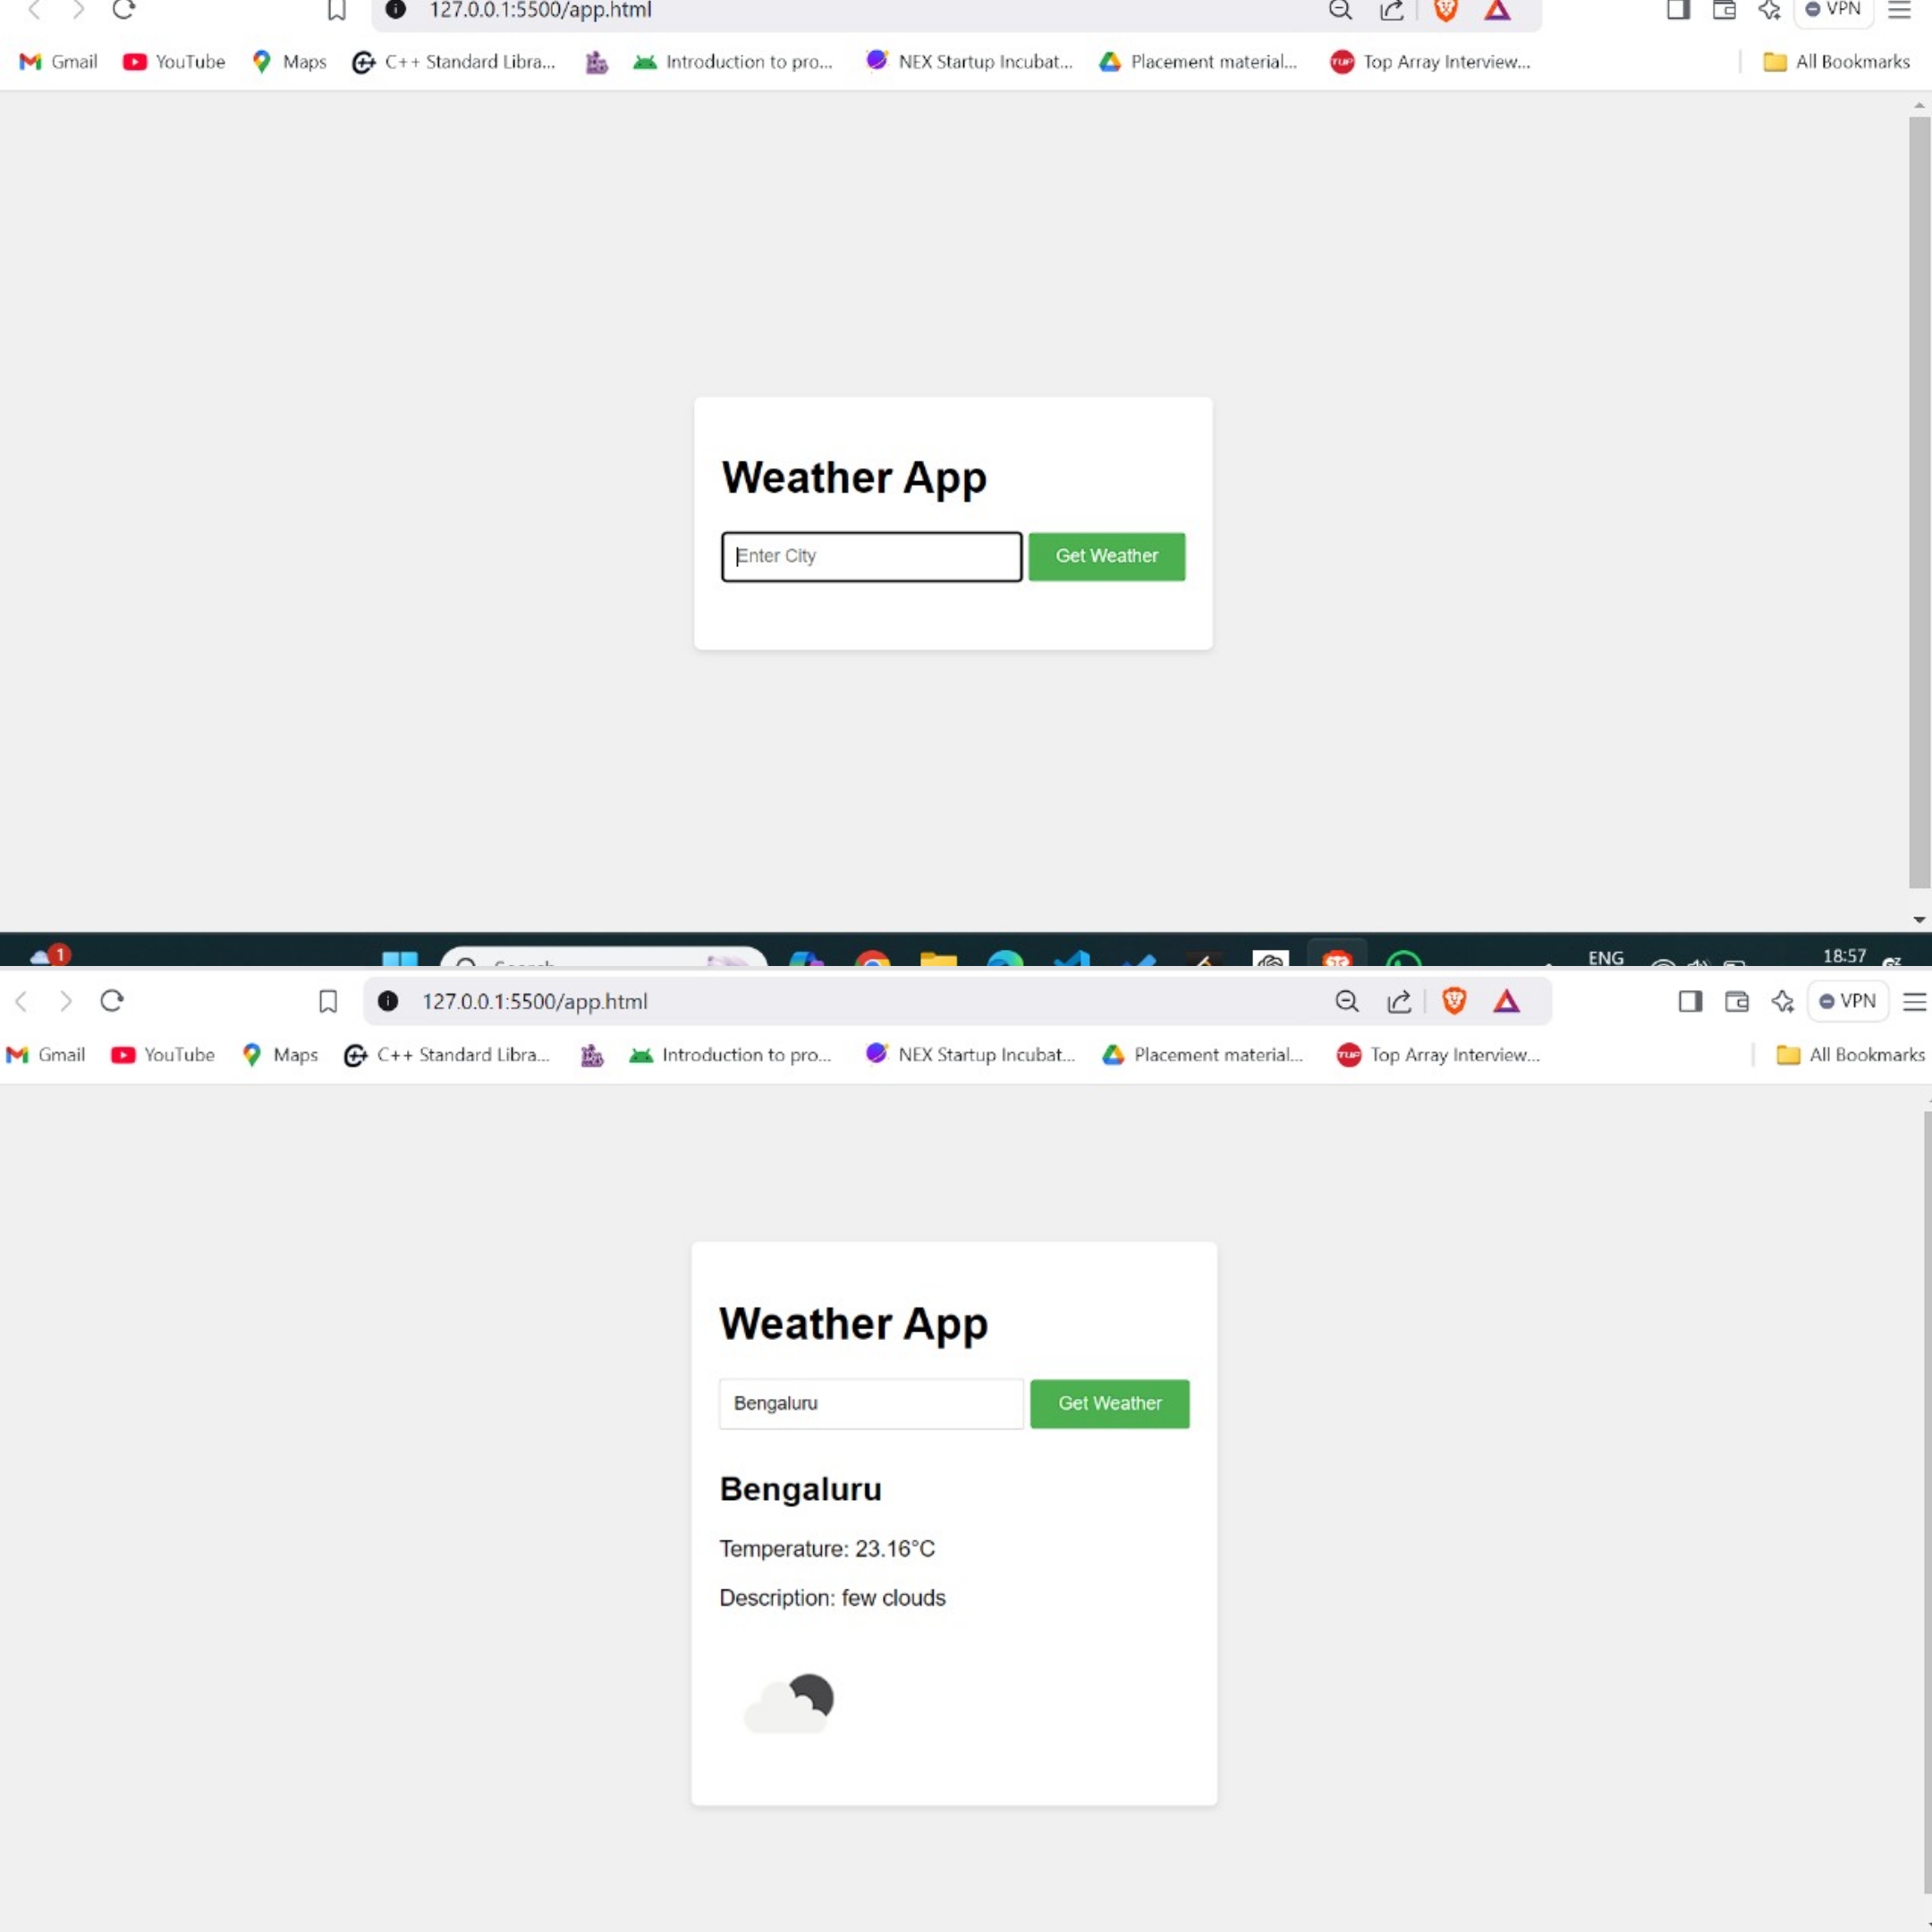 127.0.0.1:5500/app.html
VPN
Gmail YouTube Maps C++ Standard Libra... Introduction to pro... NEX Startup Incubat... Placement material... TUP Top Array Interview... All Bookmarks
Weather App
Enter City Get Weather
1 Search ENG 18:57
127.0.0.1:5500/app.html
VPN
Gmail YouTube Maps C++ Standard Libra... Introduction to pro... NEX Startup Incubat... Placement material... TUP Top Array Interview... All Bookmarks
Weather App
Bengaluru Get Weather
Bengaluru
Temperature: 23.16°C
Description: few clouds